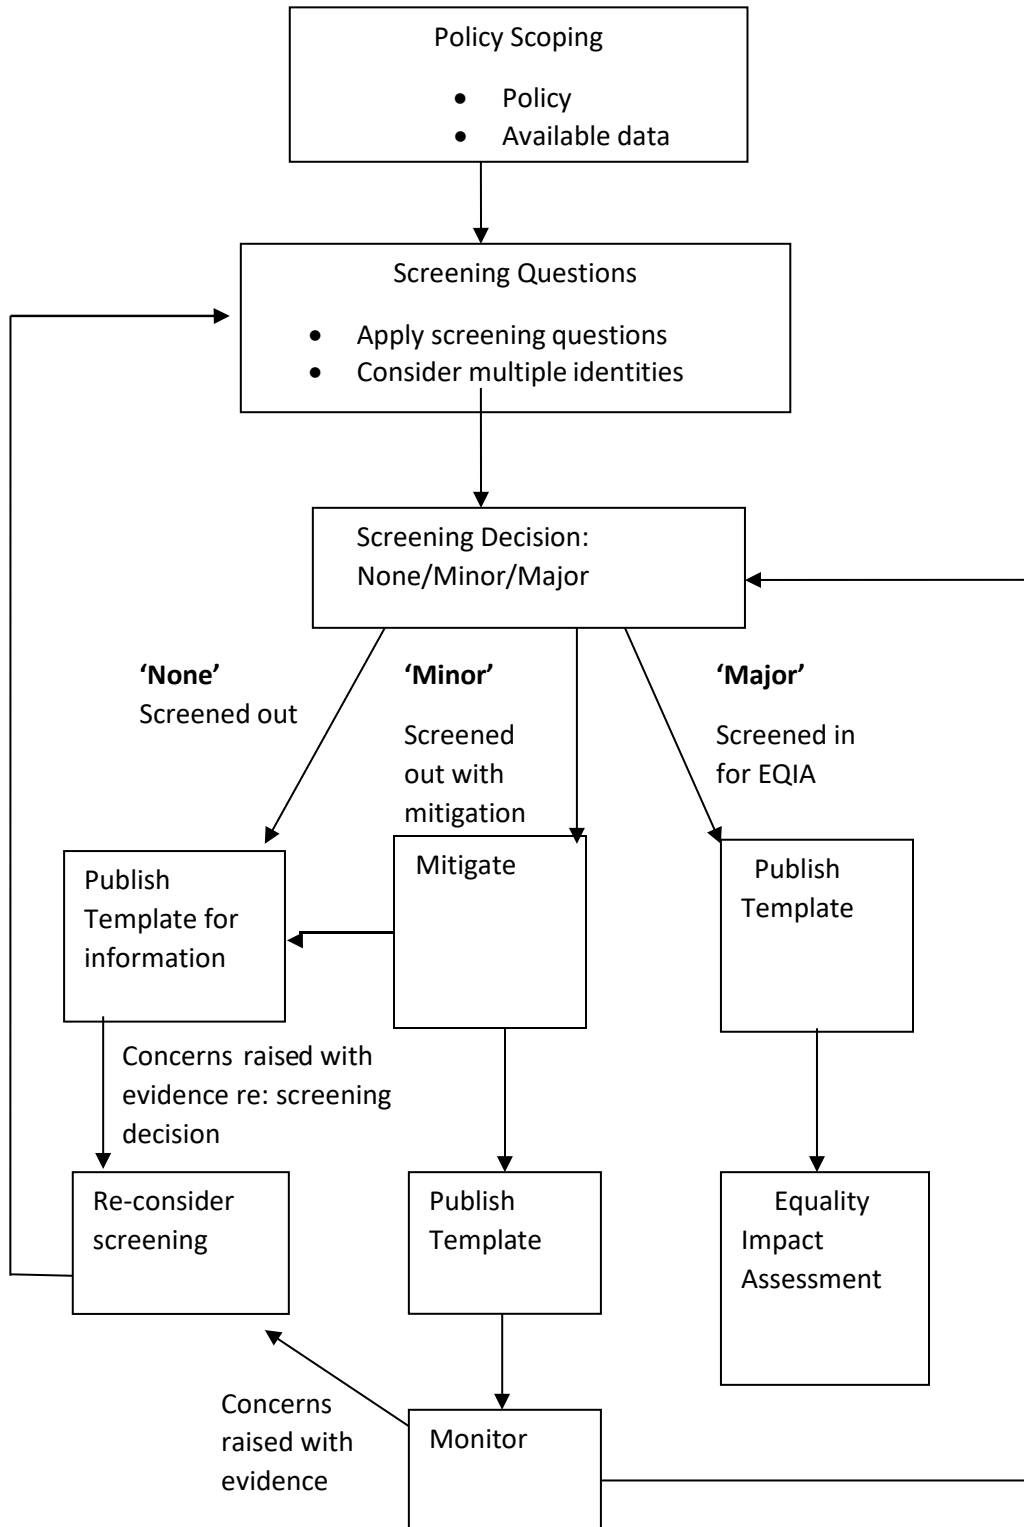 Policy Scoping
• Policy
• Available data
Screening Questions
• Apply screening questions
• Consider multiple identities
Screening Decision:
None/Minor/Major
‘None’
Screened out
‘Minor’
Screened
out with
mitigation
‘Major’
Screened in
for EQIA
Publish
Template for
information
Mitigate
Publish
Template
Concerns raised with
evidence re: screening
decision
Re-consider
screening
Publish
Template
Equality
Impact
Assessment
Concerns
raised with
evidence
Monitor